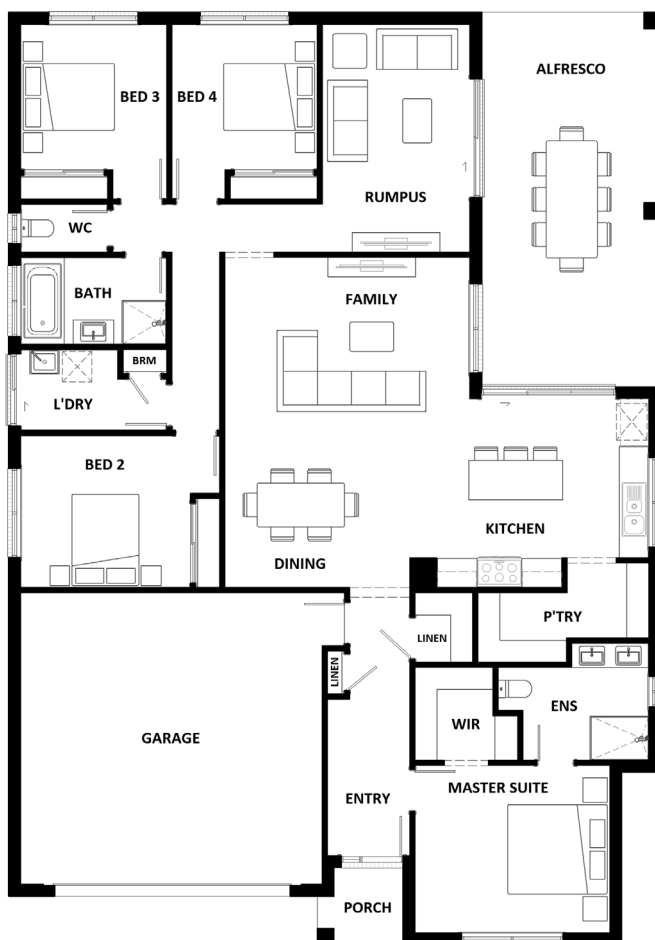 ALFRESCO
BED 3
BED 4
RUMPUS
WC
BATH
FAMILY
BRM
L'DRY
BED 2
KITCHEN
DINING
P'TRY
LINEN
LINEN
ENS
WIR
GARAGE
MASTER SUITE
ENTRY
PORCH